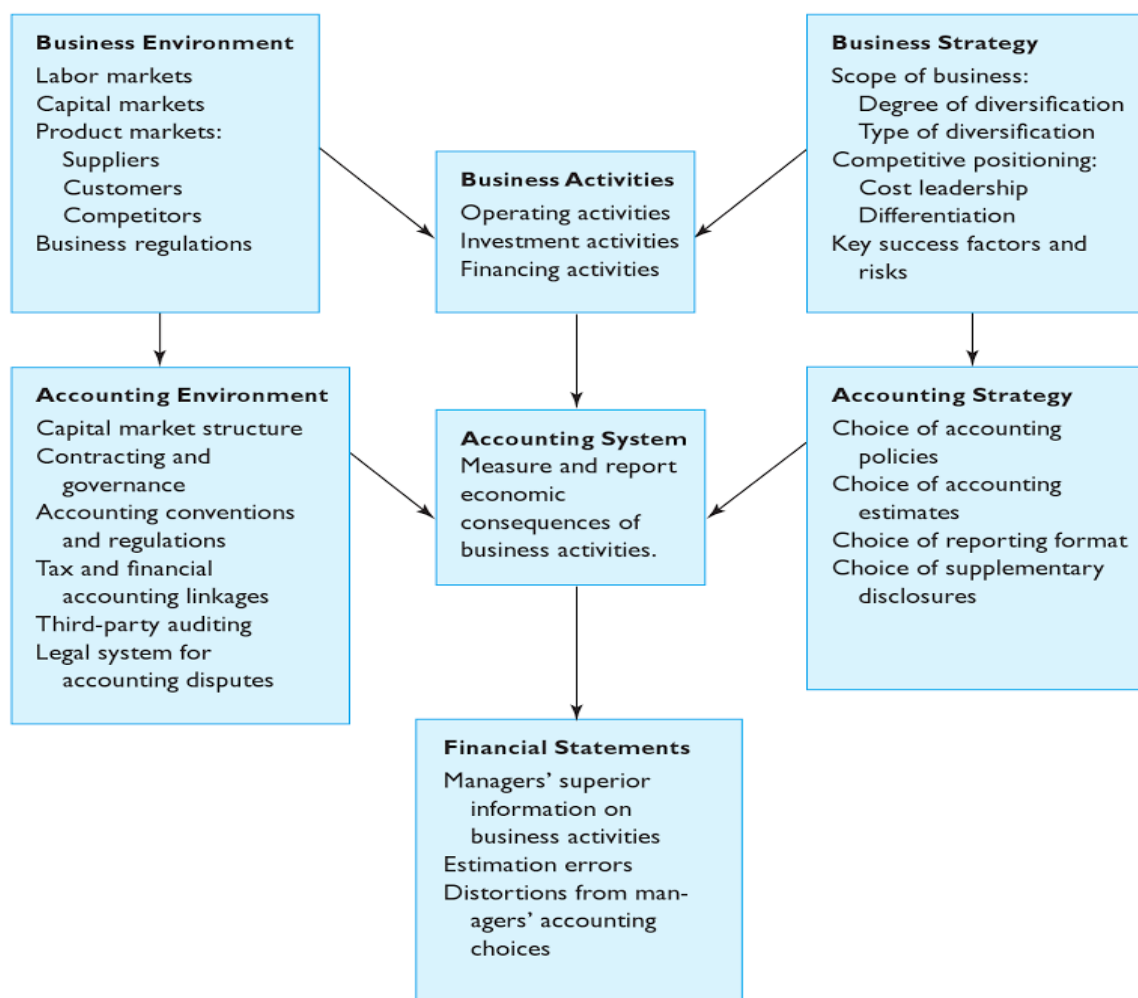 Business Environment
Labor markets
Capital markets
Product markets:
Suppliers
Customers
Competitors
Business regulations
Business Strategy
Scope of business:
Degree of diversification
Type of diversification
Competitive positioning:
Cost leadership
Differentiation
Key success factors and
risks
Business Activities
Operating activities
Investment activities
Financing activities
Accounting Environment
Capital market structure
Contracting and
governance
Accounting conventions
and regulations
Tax and financial
accounting linkages
Third-party auditing
Legal system for
accounting disputes
Accounting System
Measure and report
economic
consequences of
business activities.
Accounting Strategy
Choice of accounting
policies
Choice of accounting
estimates
Choice of reporting format
Choice of supplementary
disclosures
Financial Statements
Managers’ superior
information on
business activities
Estimation errors
Distortions from man-
agers’ accounting
choices